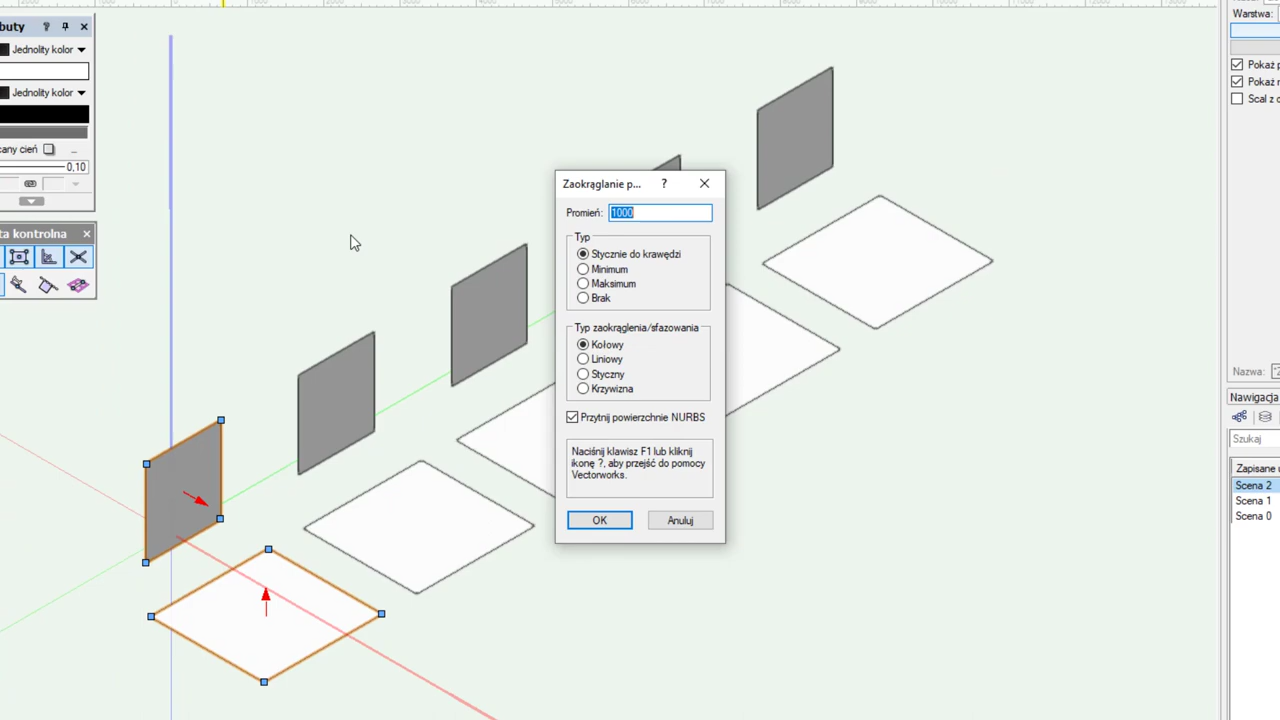 buty
Jednolity kolor
Jednolity kolor
cany cień
0,10
ta kontrolna
Zaokrąglanie p...
?
Promień: 1000
Typ
Stycznie do krawędzi
Minimum
Maksimum
Brak
Typ zaokrąglenia/sfazowania
Kołowy
Liniowy
Styczny
Krzywizna
Przytnij powierzchnie NURBS
Naciśnij klawisz F1 lub kliknij
ikonę ?, aby przejść do pomocy
Vectorworks.
OK
Anuluj
Warstwa:
Pokaż p
Pokaż r
Scal z o
Nazwa:
Nawigacja
Szukaj
Zapisane u
Scena 2
Scena 1
Scena 0